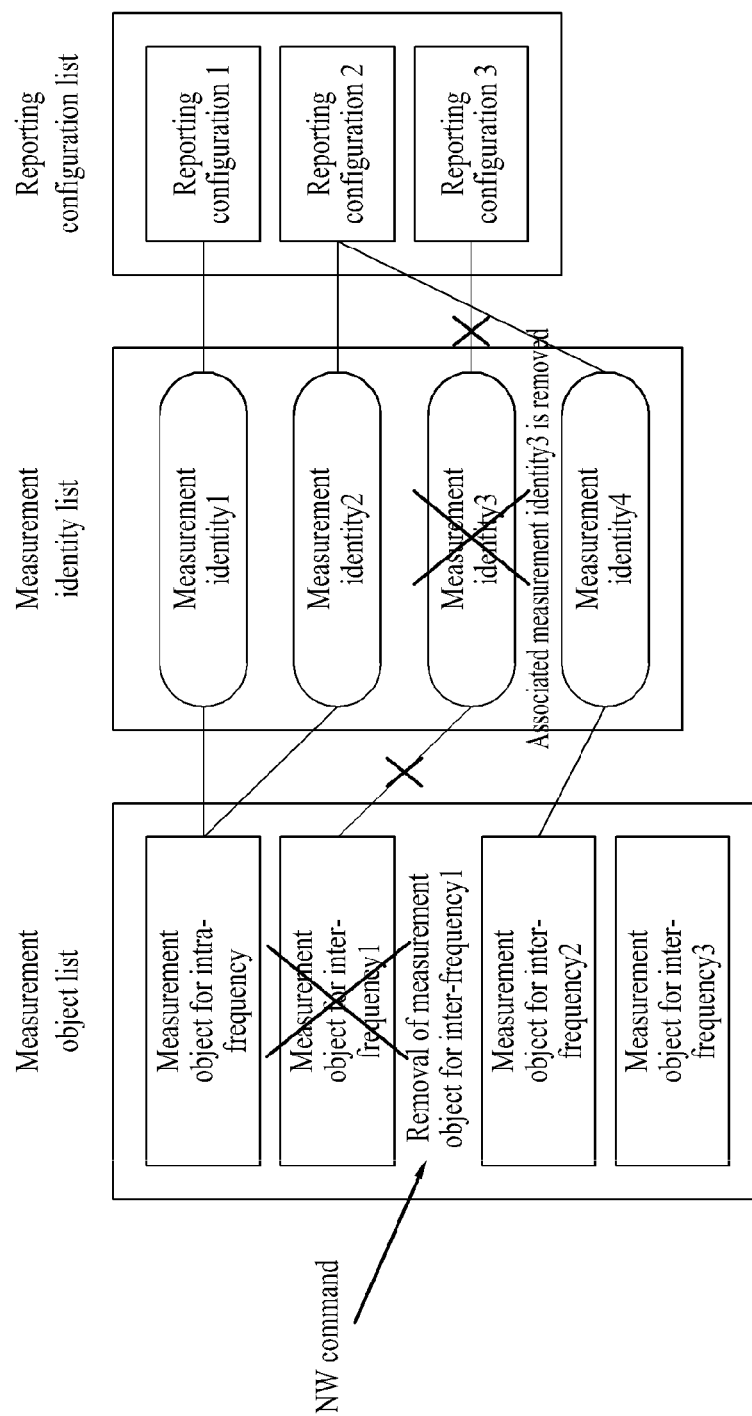 Measurement
object list
Measurement
identity list
Reporting
configuration list
Measurement
object for intra-
frequency
Measurement
identity1
Reporting
configuration 1
Measurement
object for inter-
frequency1
Measurement
identity2
Reporting
configuration 2
NW command
Removal of measurement
object for inter-frequency1
Measurement
identity3
Reporting
configuration 3
Associated measurement identity3 is removed
Measurement
object for inter-
frequency2
Measurement
identity4
Measurement
object for inter-
frequency3